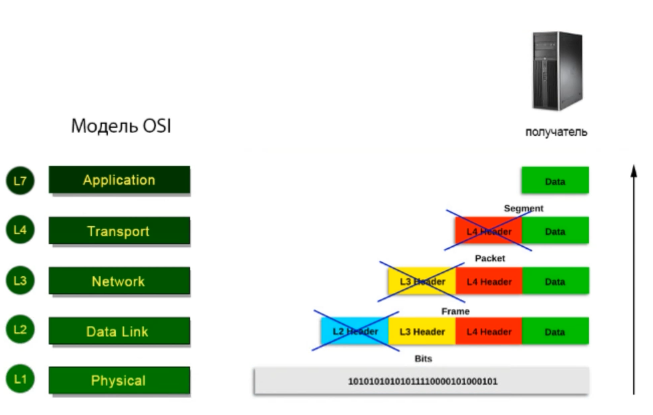 Модель OSI
получатель
L7 Application Data
Segment
L4 Transport L4 Header Data
Packet
L3 Network L3 Header L4 Header Data
Frame
L2 Data Link L2 Header L3 Header L4 Header Data
Bits
L1 Physical 101010101010111110000101000101